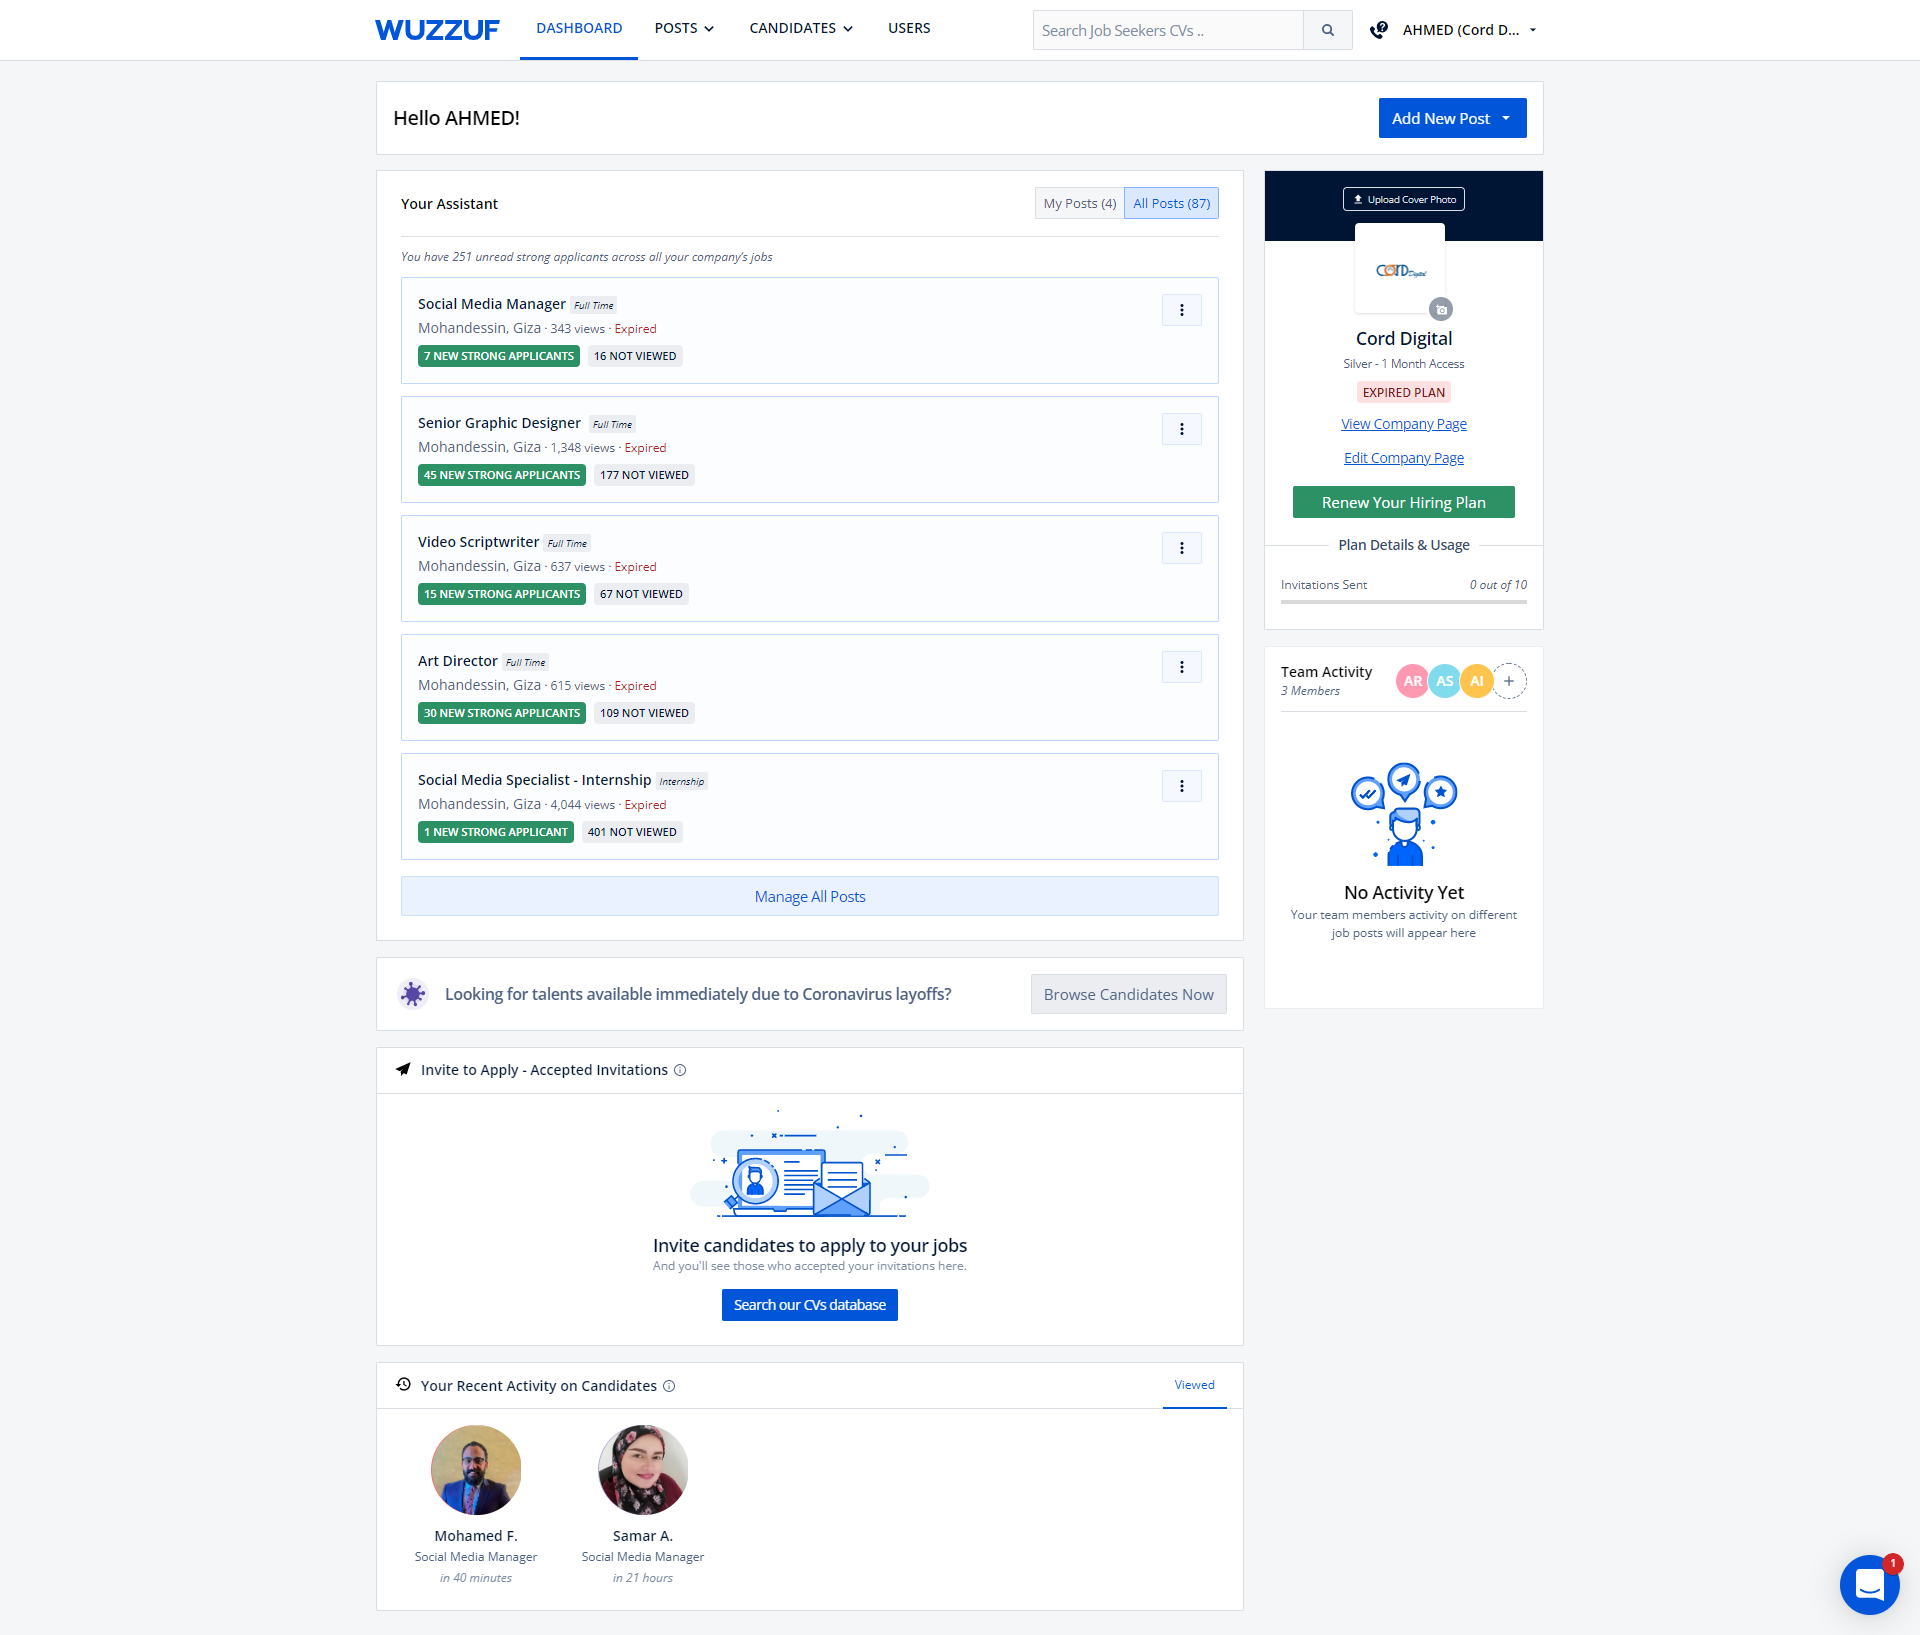 WUZZUF DASHBOARD POSTS CANDIDATES USERS Search Job Seekers CVs .. AHMED (Cord D...
Hello AHMED!
Add New Post
Your Assistant
My Posts (4) All Posts (87)
You have 251 unread strong applicants across all your company's jobs
Social Media Manager Full Time
Mohandessin, Giza · 343 views · Expired
7 NEW STRONG APPLICANTS 16 NOT VIEWED
Senior Graphic Designer Full Time
Mohandessin, Giza · 1,348 views · Expired
45 NEW STRONG APPLICANTS 177 NOT VIEWED
Video Scriptwriter Full Time
Mohandessin, Giza · 637 views · Expired
15 NEW STRONG APPLICANTS 67 NOT VIEWED
Art Director Full Time
Mohandessin, Giza · 615 views · Expired
30 NEW STRONG APPLICANTS 109 NOT VIEWED
Social Media Specialist - Internship Internship
Mohandessin, Giza · 4,044 views · Expired
1 NEW STRONG APPLICANT 401 NOT VIEWED
Manage All Posts
Looking for talents available immediately due to Coronavirus layoffs?
Browse Candidates Now
Invite to Apply - Accepted Invitations
Invite candidates to apply to your jobs
And you'll see those who accepted your invitations here.
Search our CVs database
Your Recent Activity on Candidates
Viewed
Mohamed F.
Social Media Manager
in 40 minutes
Samar A.
Social Media Manager
in 21 hours
Upload Cover Photo
CORD Digital
Cord Digital
Silver - 1 Month Access
EXPIRED PLAN
View Company Page
Edit Company Page
Renew Your Hiring Plan
Plan Details & Usage
Invitations Sent 0 out of 10
Team Activity
3 Members
AR AS AI +
No Activity Yet
Your team members activity on different
job posts will appear here
1